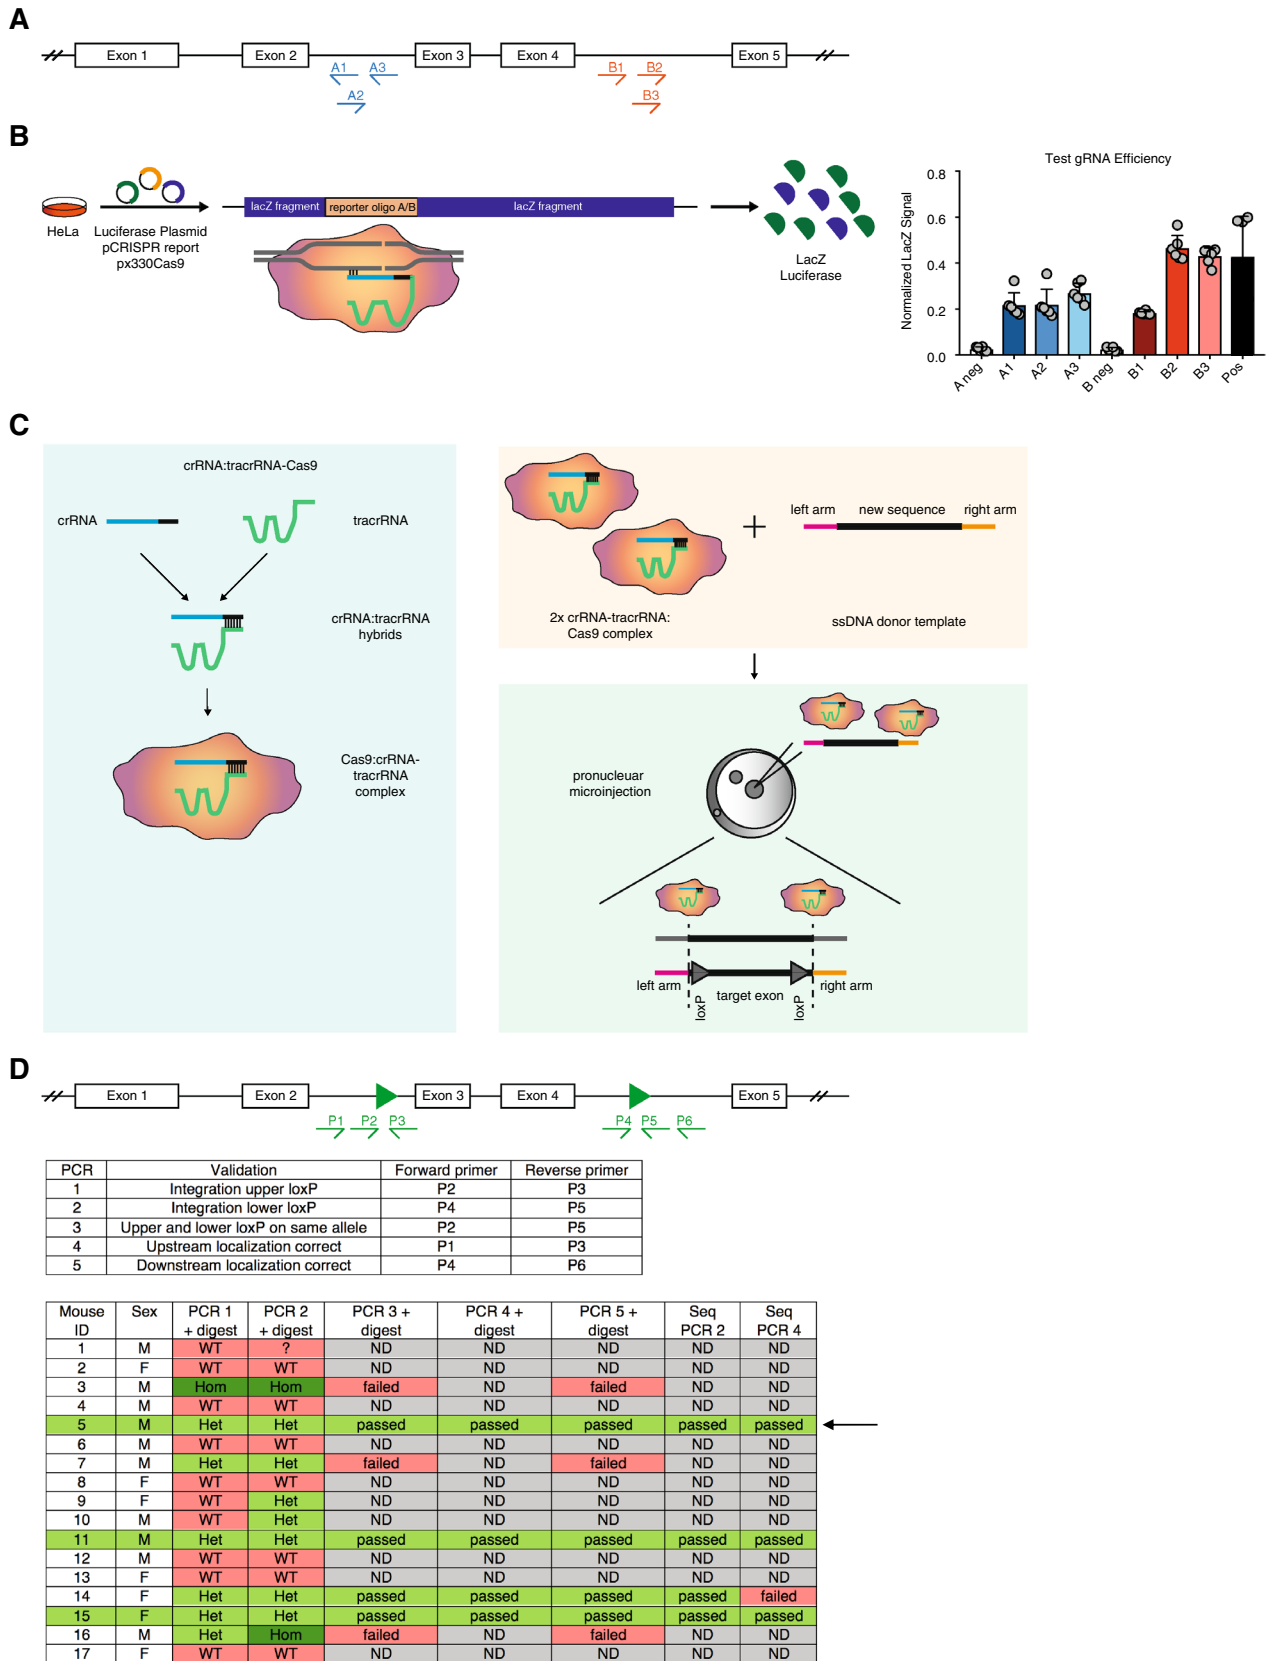 A
Exon 1 Exon 2 Exon 3 Exon 4 Exon 5
A1 A3 B1 B2
A2 B3
B
HeLa
Luciferase Plasmid
pCRISPR report
px330Cas9
lacZ fragment reporter oligo A/B lacZ fragment
LacZ
Luciferase
Test gRNA Efficiency
Normalized LacZ Signal
0.8
0.6
0.4
0.2
0.0
A neg A1 A2 A3 B neg B1 B2 B3 Pos
C
crRNA:tracrRNA-Cas9
crRNA tracrRNA
crRNA:tracrRNA
hybrids
Cas9:crRNA-
tracrRNA
complex
left arm new sequence right arm
2x crRNA-tracrRNA:
Cas9 complex
ssDNA donor template
pronucleuar
microinjection
left arm target exon right arm
loxP loxP
D
Exon 1 Exon 2 Exon 3 Exon 4 Exon 5
P1 P2 P3 P4 P5 P6
PCR Validation Forward primer Reverse primer
1 Integration upper loxP P2 P3
2 Integration lower loxP P4 P5
3 Upper and lower loxP on same allele P2 P5
4 Upstream localization correct P1 P3
5 Downstream localization correct P4 P6
Mouse Sex PCR 1 PCR 2 PCR 3 + PCR 4 + PCR 5 + Seq Seq
ID + digest + digest digest digest digest PCR 2 PCR 4
1 M WT ? ND ND ND ND ND
2 F WT WT ND ND ND ND ND
3 M Hom Hom failed ND failed ND ND
4 M WT WT ND ND ND ND ND
5 M Het Het passed passed passed passed passed
6 M WT WT ND ND ND ND ND
7 M Het Het failed ND failed ND ND
8 F WT WT ND ND ND ND ND
9 F WT Het ND ND ND ND ND
10 M WT Het ND ND ND ND ND
11 M Het Het passed passed passed passed passed
12 M WT WT ND ND ND ND ND
13 F WT WT ND ND ND ND ND
14 F Het Het passed passed passed passed failed
15 F Het Het passed passed passed passed passed
16 M Het Hom failed ND failed ND ND
17 F WT WT ND ND ND ND ND